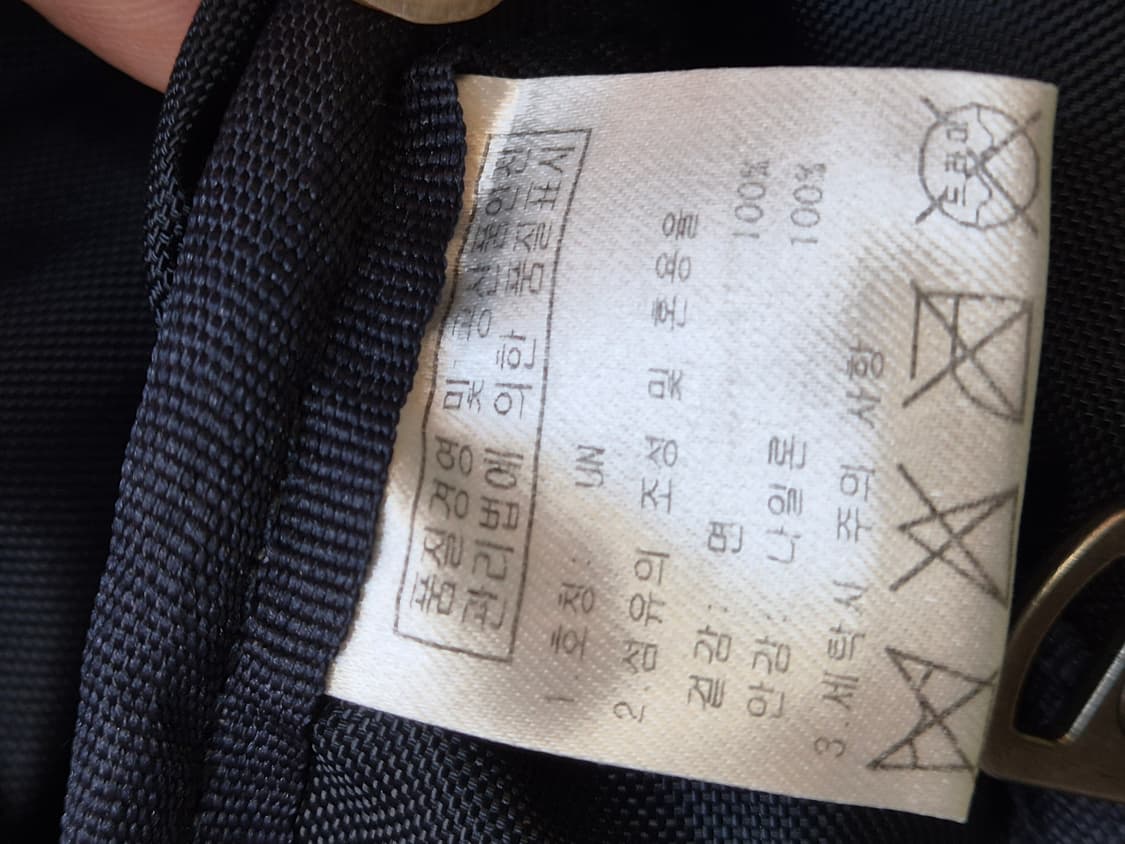 품질경영 및 공산품안전
관리법에 의한 품질표시
1. 호칭: UN
2. 섬유의 조성 및 혼용율
겉감: 면 100%
안감: 나일론 100%
3. 세탁시 주의 사항
드라이